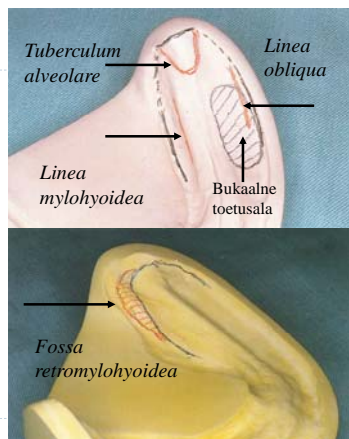 Tuberculum
alveolare
Linea
obliqua
Linea
mylohyoidea
Bukaalne
toetusala
Fossa
retromylohyoidea